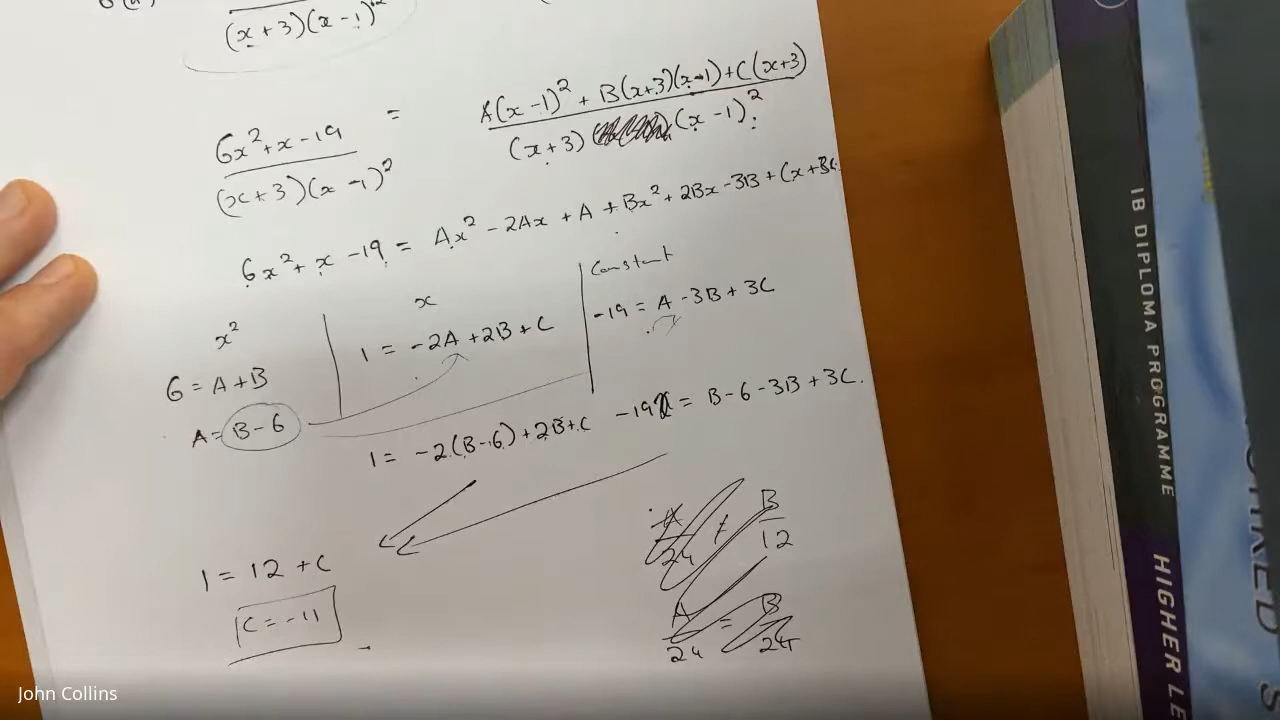 (x + 3)(x - 1)²
6x² + x - 19 = A(x - 1)² + B(x+3)(x-1) + C(x+3)
(x + 3)(x - 1)² (x + 3) (x - 1)²
6x² + x - 19 = Ax² - 2Ax + A + Bx² + 2Bx - 3B + Cx + 3C
x² x Constant
6 = A + B 1 = -2A + 2B + C -19 = A - 3B + 3C
A = B - 6 1 = -2(B - 6) + 2B + C -19 = B - 6 - 3B + 3C.
A B
24 12
1 = 12 + C
C = -11
A = B
24 24
IB DIPLOMA PROGRAMME
HIGHER LE
John Collins